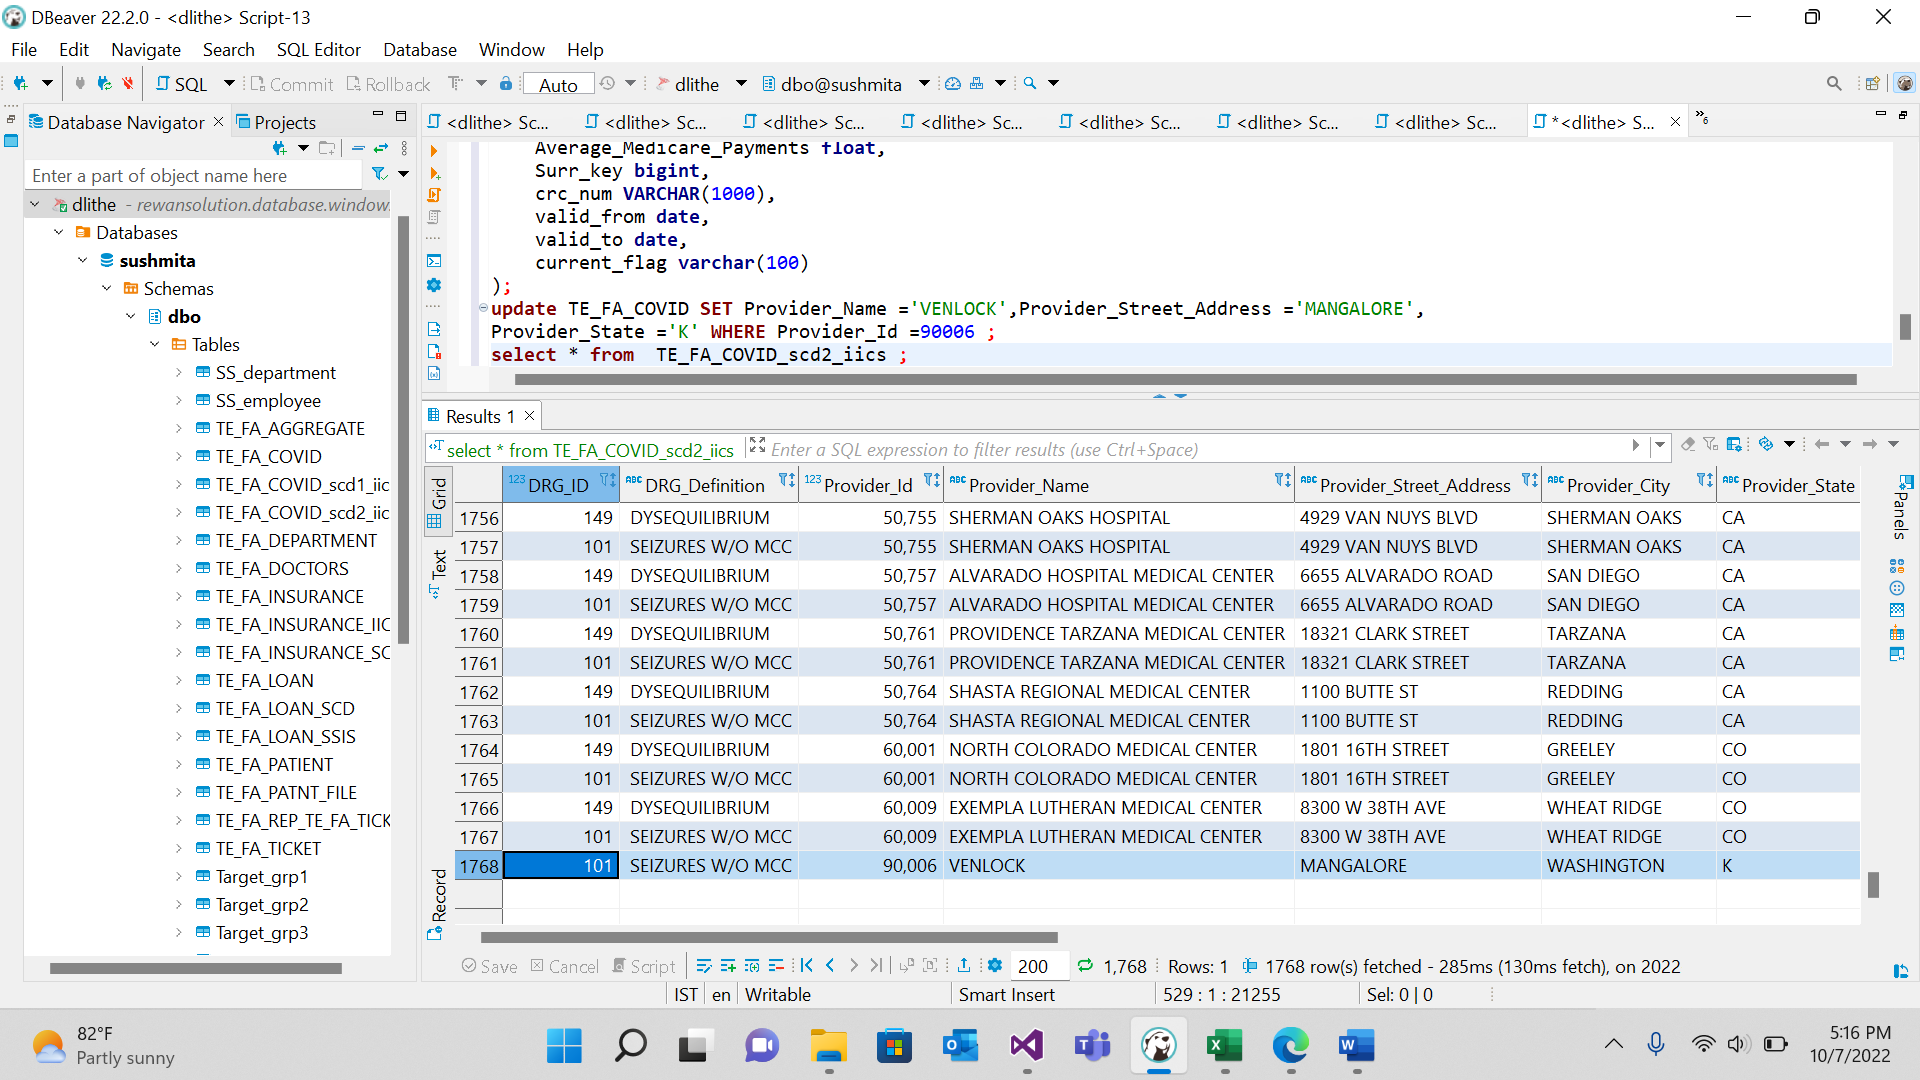 DBeaver 22.2.0 - <dlithe> Script-13
File Edit Navigate Search SQL Editor Database Window Help
SQL Commit Rollback Auto dlithe dbo@sushmita
Database Navigator Projects
<dlithe> Sc... <dlithe> Sc... <dlithe> Sc... <dlithe> Sc... <dlithe> Sc... <dlithe> Sc... <dlithe> Sc... *<dlithe> S... »6
Enter a part of object name here
dlithe - rewansolution.database.window.
Databases
sushmita
Schemas
dbo
Tables
SS_department
SS_employee
TE_FA_AGGREGATE
TE_FA_COVID
TE_FA_COVID_scd1_iic
TE_FA_COVID_scd2_iic
TE_FA_DEPARTMENT
TE_FA_DOCTORS
TE_FA_INSURANCE
TE_FA_INSURANCE_IIC
TE_FA_INSURANCE_SC
TE_FA_LOAN
TE_FA_LOAN_SCD
TE_FA_LOAN_SSIS
TE_FA_PATIENT
TE_FA_PATNT_FILE
TE_FA_REP_TE_FA_TICK
TE_FA_TICKET
Target_grp1
Target_grp2
Target_grp3
Average_Medicare_Payments float,
Surr_key bigint,
crc_num VARCHAR(1000),
valid_from date,
valid_to date,
current_flag varchar(100)
);
update TE_FA_COVID SET Provider_Name ='VENLOCK',Provider_Street_Address ='MANGALORE',
Provider_State ='K' WHERE Provider_Id =90006 ;
select * from  TE_FA_COVID_scd2_iics ;
Results 1
select * from TE_FA_COVID_scd2_iics Enter a SQL expression to filter results (use Ctrl+Space)
Grid
Text
Record
Panels
123 DRG_ID ABC DRG_Definition 123 Provider_Id ABC Provider_Name ABC Provider_Street_Address ABC Provider_City ABC Provider_State
1756 149 DYSEQUILIBRIUM 50,755 SHERMAN OAKS HOSPITAL 4929 VAN NUYS BLVD SHERMAN OAKS CA
1757 101 SEIZURES W/O MCC 50,755 SHERMAN OAKS HOSPITAL 4929 VAN NUYS BLVD SHERMAN OAKS CA
1758 149 DYSEQUILIBRIUM 50,757 ALVARADO HOSPITAL MEDICAL CENTER 6655 ALVARADO ROAD SAN DIEGO CA
1759 101 SEIZURES W/O MCC 50,757 ALVARADO HOSPITAL MEDICAL CENTER 6655 ALVARADO ROAD SAN DIEGO CA
1760 149 DYSEQUILIBRIUM 50,761 PROVIDENCE TARZANA MEDICAL CENTER 18321 CLARK STREET TARZANA CA
1761 101 SEIZURES W/O MCC 50,761 PROVIDENCE TARZANA MEDICAL CENTER 18321 CLARK STREET TARZANA CA
1762 149 DYSEQUILIBRIUM 50,764 SHASTA REGIONAL MEDICAL CENTER 1100 BUTTE ST REDDING CA
1763 101 SEIZURES W/O MCC 50,764 SHASTA REGIONAL MEDICAL CENTER 1100 BUTTE ST REDDING CA
1764 149 DYSEQUILIBRIUM 60,001 NORTH COLORADO MEDICAL CENTER 1801 16TH STREET GREELEY CO
1765 101 SEIZURES W/O MCC 60,001 NORTH COLORADO MEDICAL CENTER 1801 16TH STREET GREELEY CO
1766 149 DYSEQUILIBRIUM 60,009 EXEMPLA LUTHERAN MEDICAL CENTER 8300 W 38TH AVE WHEAT RIDGE CO
1767 101 SEIZURES W/O MCC 60,009 EXEMPLA LUTHERAN MEDICAL CENTER 8300 W 38TH AVE WHEAT RIDGE CO
1768 101 SEIZURES W/O MCC 90,006 VENLOCK MANGALORE WASHINGTON K
Save Cancel Script 200 1,768 Rows: 1 1768 row(s) fetched - 285ms (130ms fetch), on 2022
IST en Writable Smart Insert 529 : 1 : 21255 Sel: 0 | 0
82°F
Partly sunny
5:16 PM
10/7/2022